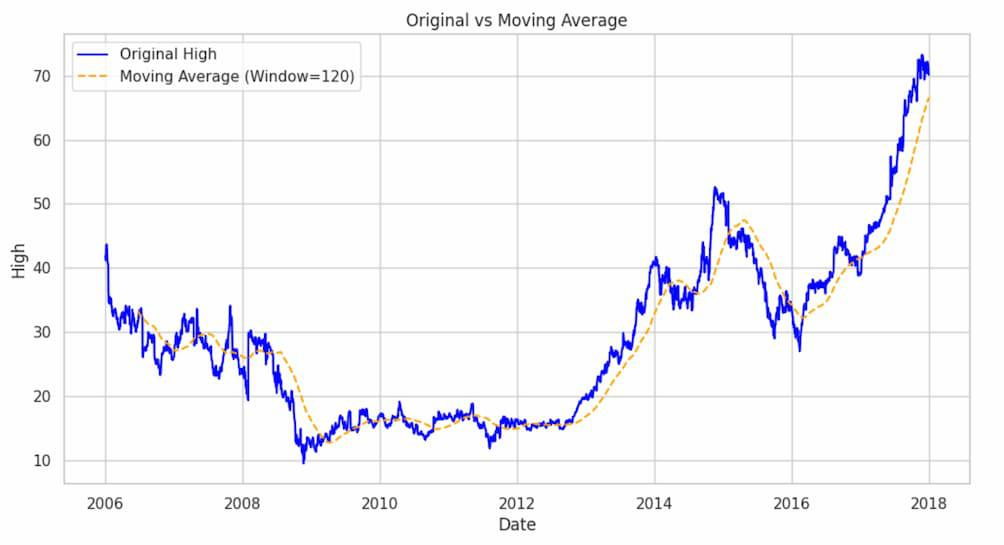 Original vs Moving Average
Original High
Moving Average (Window=120)
High
70
60
50
40
30
20
10
2006 2008 2010 2012 2014 2016 2018
Date